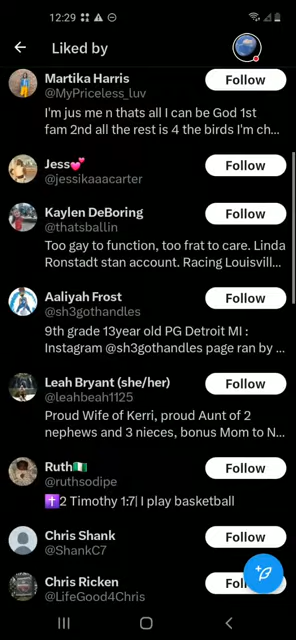 12:29
Liked by
Martika Harris
Follow
@MyPriceless_luv
I'm jus me n thats all I can be God 1st
fam 2nd all the rest is 4 the birds I'm ch...
Jess💕
Follow
@jessikaaacarter
Kaylen DeBoring
Follow
@thatsballin
Too gay to function, too frat to care. Linda
Ronstadt stan account. Racing Louisvill...
Aaliyah Frost
Follow
@sh3gothandles
9th grade 13year old PG Detroit MI :
Instagram @sh3gothandles page ran by ...
Leah Bryant (she/her)
Follow
@leahbeah1125
Proud Wife of Kerri, proud Aunt of 2
nephews and 3 nieces, bonus Mom to N...
Ruth🇳🇬
Follow
@ruthsodipe
✝️2 Timothy 1:7| I play basketball
Chris Shank
Follow
@ShankC7
Chris Ricken
Fol
@LifeGood4Chris